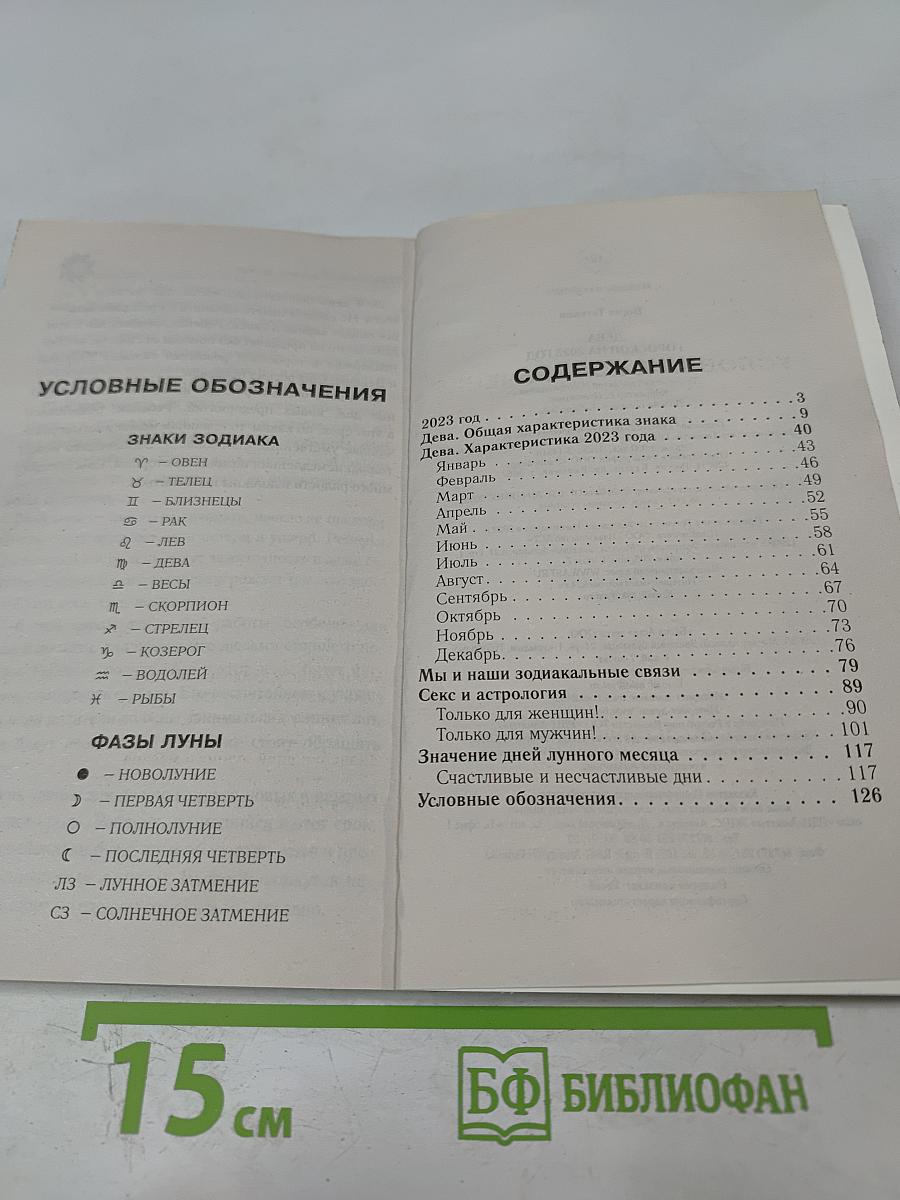 УСЛОВНЫЕ ОБОЗНАЧЕНИЯ
ЗНАКИ ЗОДИАКА
♈ – ОВЕН
♉ – ТЕЛЕЦ
♊ – БЛИЗНЕЦЫ
♋ – РАК
♌ – ЛЕВ
♍ – ДЕВА
♎ – ВЕСЫ
♏ – СКОРПИОН
♐ – СТРЕЛЕЦ
♑ – КОЗЕРОГ
♒ – ВОДОЛЕЙ
♓ – РЫБЫ
ФАЗЫ ЛУНЫ
● – НОВОЛУНИЕ
☽ – ПЕРВАЯ ЧЕТВЕРТЬ
○ – ПОЛНОЛУНИЕ
☾ – ПОСЛЕДНЯЯ ЧЕТВЕРТЬ
ЛЗ – ЛУННОЕ ЗАТМЕНИЕ
СЗ – СОЛНЕЧНОЕ ЗАТМЕНИЕ
СОДЕРЖАНИЕ
2023 год . . . . . . . . . . . . . . . . . . . . . . 3
Дева. Общая характеристика знака . . . . . . . . 9
Дева. Характеристика 2023 года . . . . . . . . . 40
Январь . . . . . . . . . . . . . . . . . . . . . 43
Февраль . . . . . . . . . . . . . . . . . . . . 46
Март . . . . . . . . . . . . . . . . . . . . . . 49
Апрель . . . . . . . . . . . . . . . . . . . . . 52
Май . . . . . . . . . . . . . . . . . . . . . . 55
Июнь . . . . . . . . . . . . . . . . . . . . . . 58
Июль . . . . . . . . . . . . . . . . . . . . . . 61
Август . . . . . . . . . . . . . . . . . . . . . 64
Сентябрь . . . . . . . . . . . . . . . . . . . . 67
Октябрь . . . . . . . . . . . . . . . . . . . . 70
Ноябрь . . . . . . . . . . . . . . . . . . . . . 73
Декабрь. . . . . . . . . . . . . . . . . . . . . 76
Мы и наши зодиакальные связи . . . . . . . . . 79
Секс и астрология . . . . . . . . . . . . . . . 89
Только для женщин!. . . . . . . . . . . . . . . 90
Только для мужчин! . . . . . . . . . . . . . . 101
Значение дней лунного месяца . . . . . . . . . 117
Счастливые и несчастливые дни . . . . . . . . . 117
Условные обозначения. . . . . . . . . . . . . . 126
15 см
БФ БИБЛИОФАН